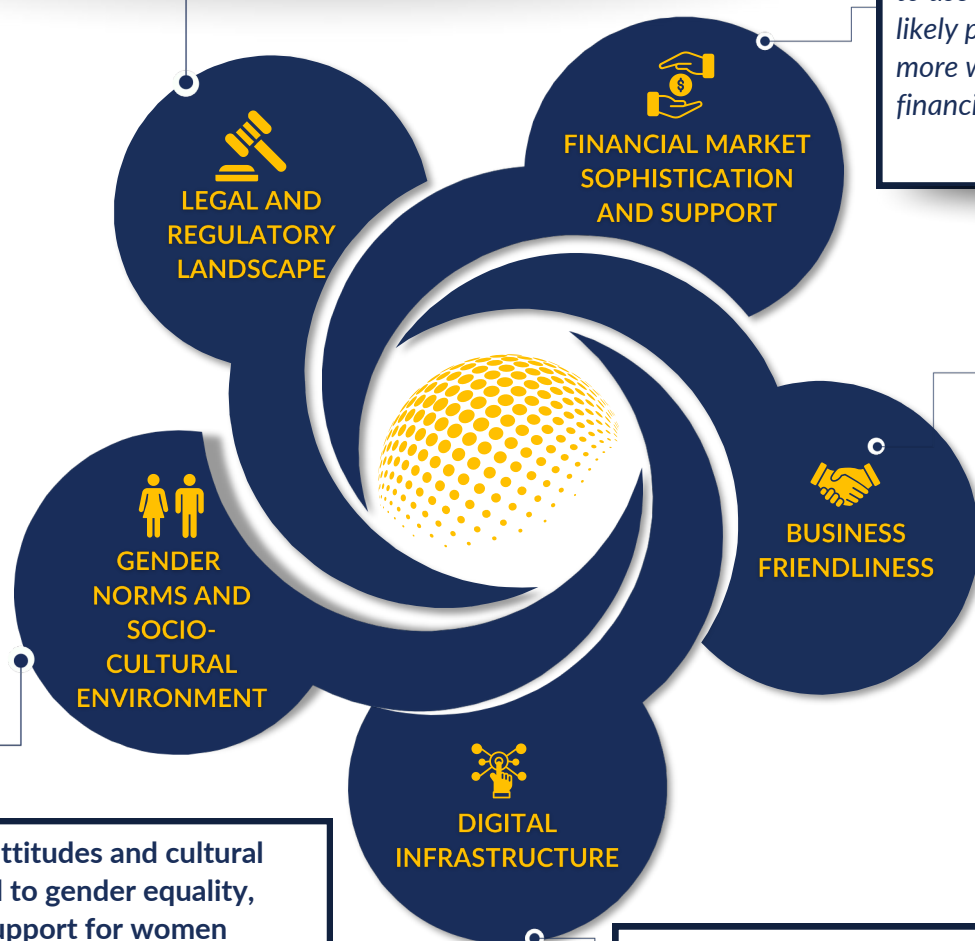 likely p
more w
financi
FINANCIAL MARKET
SOPHISTICATION
AND SUPPORT
LEGAL AND
REGULATORY
LANDSCAPE
BUSINESS
FRIENDLINESS
GENDER
NORMS AND
SOCIO-
CULTURAL
ENVIRONMENT
DIGITAL
INFRASTRUCTURE
ttitudes and cultural
to gender equality,
upport for women